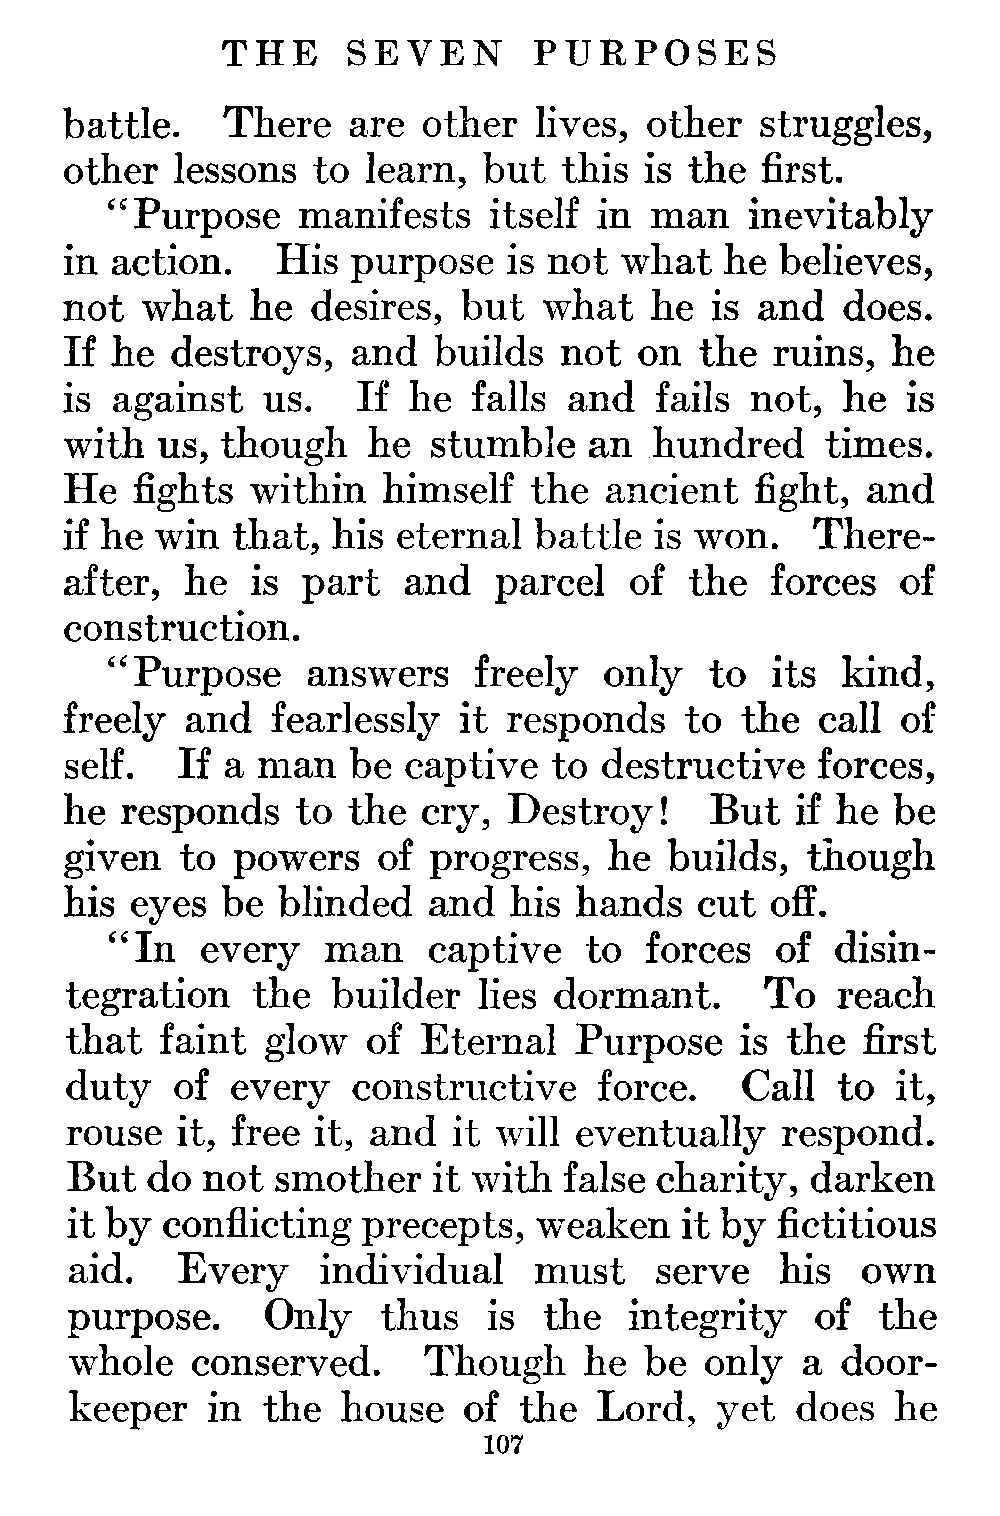 THE SEVEN PURPOSES
battle. There are other lives, other struggles,
other lessons to learn, but this is the first.
“Purpose manifests itself in man inevitably
in action. His purpose is not what he believes,
not what he desires, but what he is and does.
If he destroys, and builds not on the ruins, he
is against us. If he falls and fails not, he is
with us, though he stumble an hundred times.
He fights within himself the ancient fight, and
if he win that, his eternal battle is won. There-
after, he is part and parcel of the forces of
construction.
“Purpose answers freely only to its kind,
freely and fearlessly it responds to the call of
self. If a man be captive to destructive forces,
he responds to the cry, Destroy! But if he be
given to powers of progress, he builds, though
his eyes be blinded and his hands cut off.
“In every man captive to forces of disin-
tegration the builder lies dormant. To reach
that faint glow of Eternal Purpose is the first
duty of every constructive force. Call to it,
rouse it, free it, and it will eventually respond.
But do not smother it with false charity, darken
it by conflicting precepts, weaken it by fictitious
aid. Every individual must serve his own
purpose. Only thus is the integrity of the
whole conserved. Though he be only a door-
keeper in the house of the Lord, yet does he
107